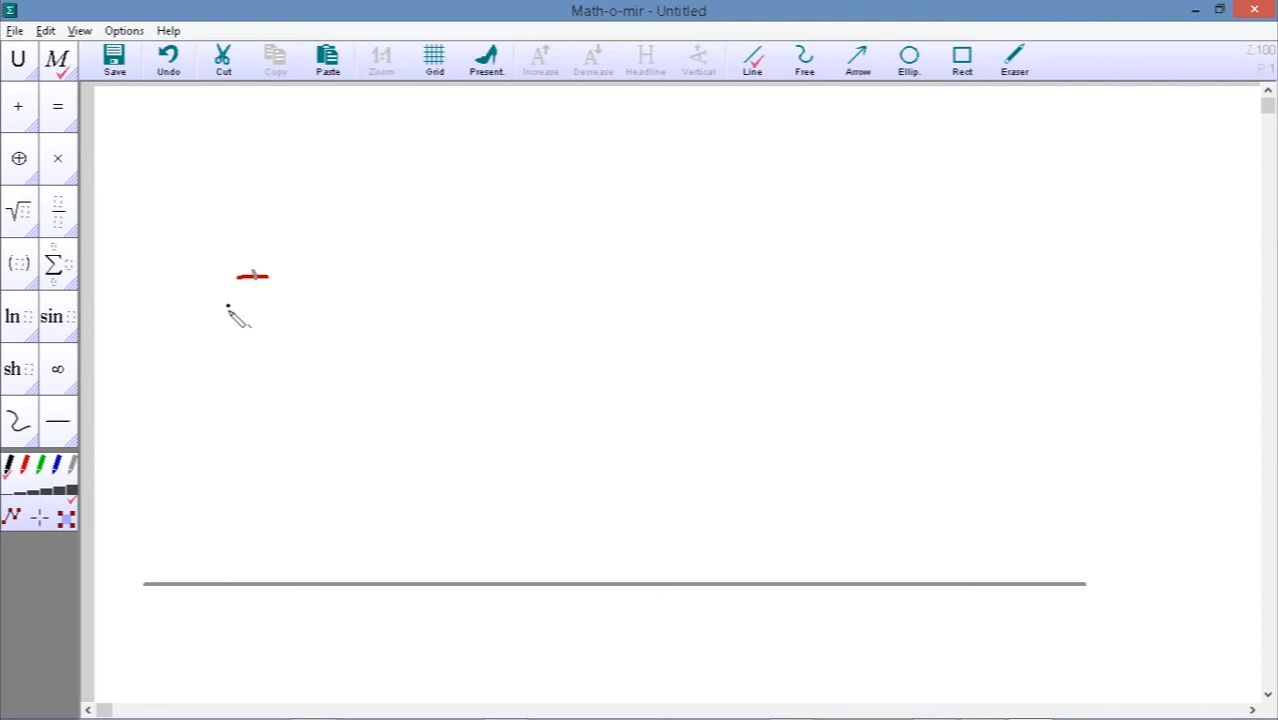 Math-o-mir - Untitled
File Edit View Options Help
U M Save Undo Cut Copy Paste 1:1 Zoom Grid Present. Increase Decrease H Headline Vertical Line Free Arrow Ellip. Rect Eraser Z:100 P:1
+ =
⊕ ×
√
( ) ∑
ln sin
sh ∞